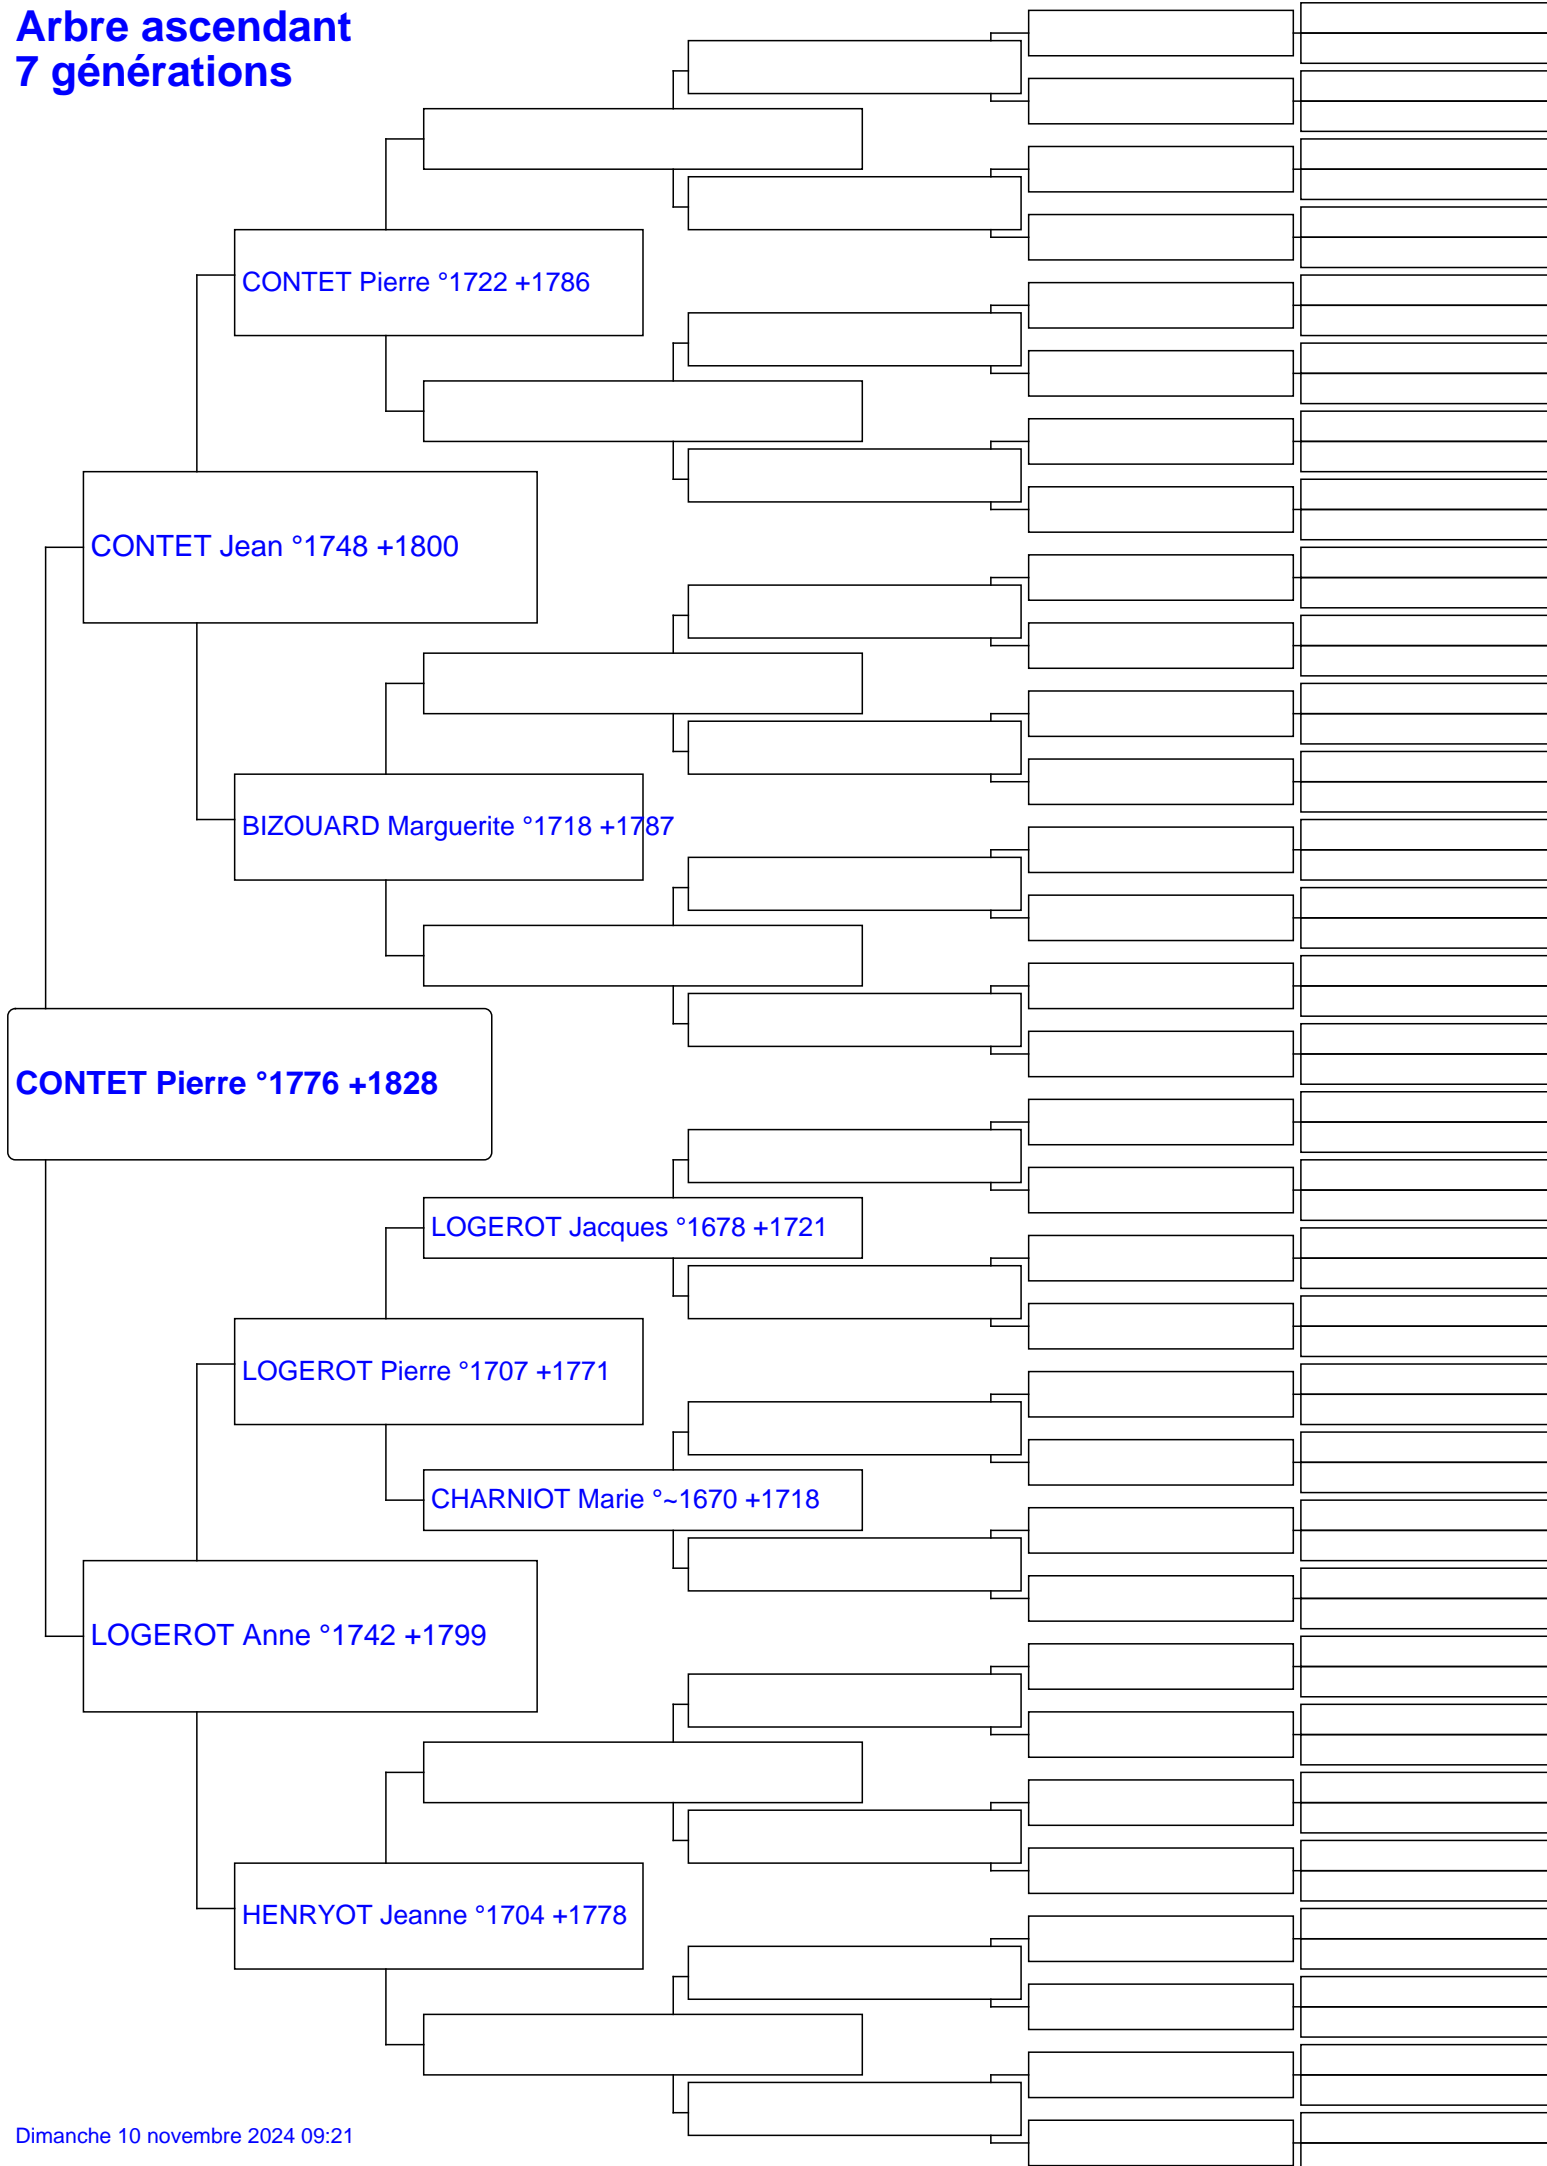 Arbre ascendant
7 générations
CONTET Pierre °1722 +1786
CONTET Jean °1748 +1800
BIZOUARD Marguerite °1718 +1787
CONTET Pierre °1776 +1828
LOGEROT Jacques °1678 +1721
LOGEROT Pierre °1707 +1771
CHARNIOT Marie °~1670 +1718
LOGEROT Anne °1742 +1799
HENRYOT Jeanne °1704 +1778
Dimanche 10 novembre 2024 09:21